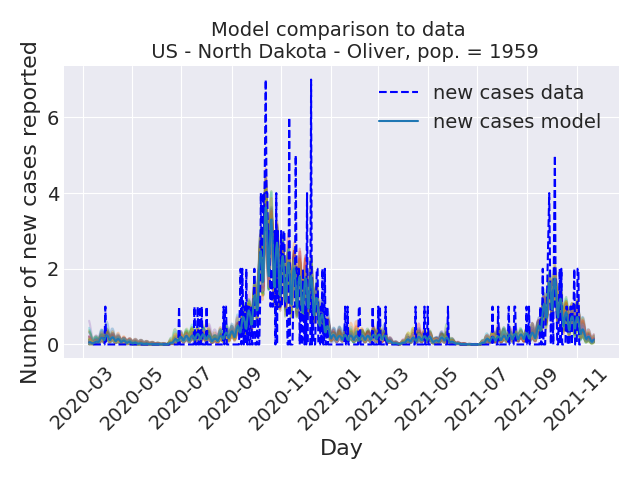 Model comparison to data
US - North Dakota - Oliver, pop. = 1959
Number of new cases reported
6
4
2
0
new cases data
new cases model
2020-03
2020-05
2020-07
2020-09
2020-11
2021-01
2021-03
2021-05
2021-07
2021-09
2021-11
Day